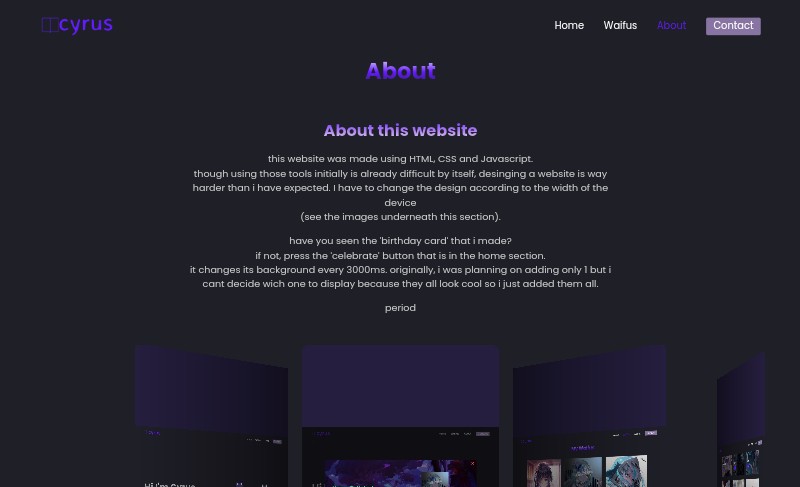 cyrus
Home Waifus About Contact
About
About this website
this website was made using HTML, CSS and Javascript.
though using those tools initially is already difficult by itself, desinging a website is way
harder than i have expected. I have to change the design according to the width of the
device
(see the images underneath this section).
have you seen the 'birthday card' that i made?
if not, press the 'celebrate' button that is in the home section.
it changes its background every 3000ms. originally, i was planning on adding only 1 but i
cant decide wich one to display because they all look cool so i just added them all.
period
Hi I'm Cyrus